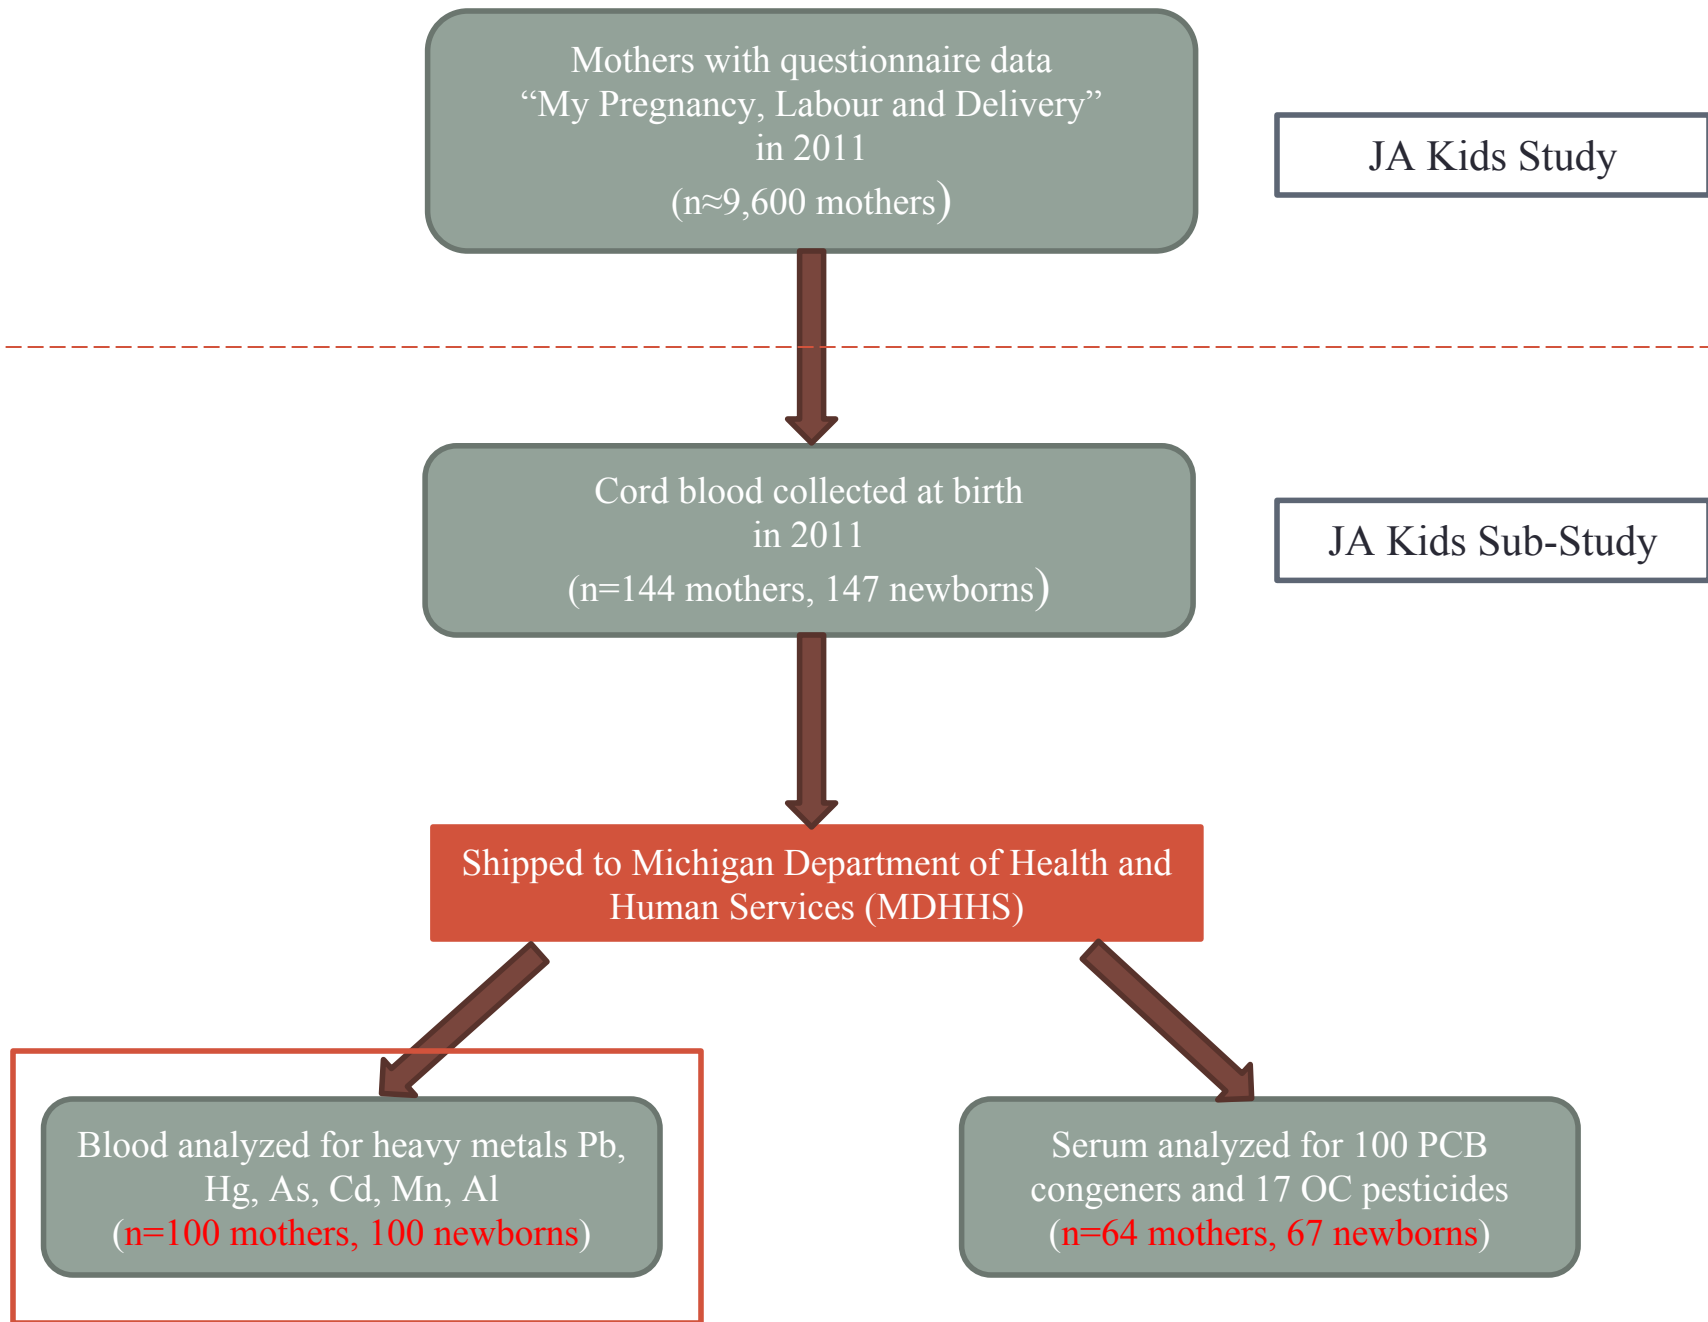 Mothers with questionnaire data
“My Pregnancy, Labour and Delivery”
in 2011
(n≈9,600 mothers)
JA Kids Study
Cord blood collected at birth
in 2011
(n=144 mothers, 147 newborns)
JA Kids Sub-Study
Shipped to Michigan Department of Health and
Human Services (MDHHS)
Blood analyzed for heavy metals Pb,
Hg, As, Cd, Mn, Al
(n=100 mothers, 100 newborns)
Serum analyzed for 100 PCB
congeners and 17 OC pesticides
(n=64 mothers, 67 newborns)